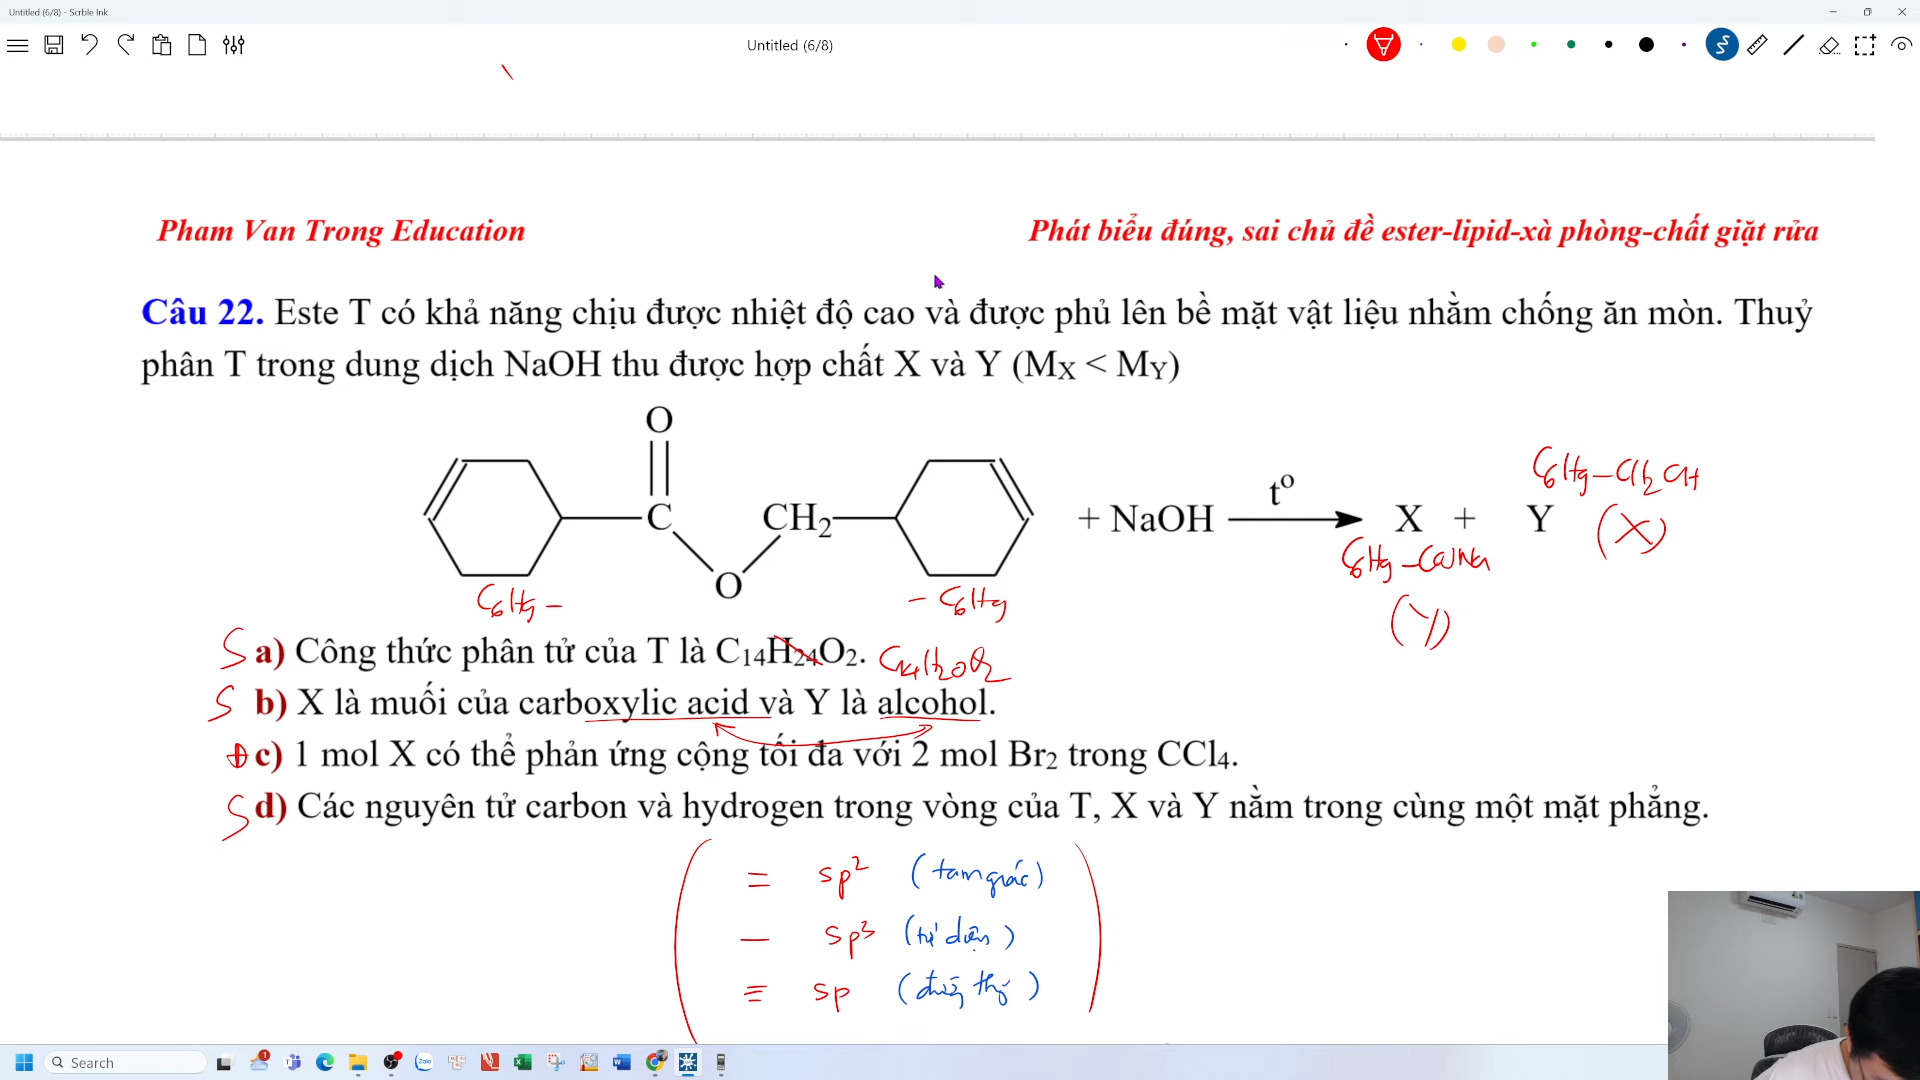 Untitled (6/8) - Scrble Ink
Untitled (6/8)
Pham Van Trong Education
Phát biểu đúng, sai chủ đề ester-lipid-xà phòng-chất giặt rửa
Câu 22. Este T có khả năng chịu được nhiệt độ cao và được phủ lên bề mặt vật liệu nhằm chống ăn mòn. Thuỷ
phân T trong dung dịch NaOH thu được hợp chất X và Y (Mx < MY)
O
C
CH2
O
+ NaOH
t°
X + Y
C6H9-CH2OH
(X)
C6H9-COONa
(Y)
C6H9-
-C6H9
S a) Công thức phân tử của T là C14H24O2. C14H20O2
S b) X là muối của carboxylic acid và Y là alcohol.
Đ c) 1 mol X có thể phản ứng cộng tối đa với 2 mol Br2 trong CCl4.
S d) Các nguyên tử carbon và hydrogen trong vòng của T, X và Y nằm trong cùng một mặt phẳng.
= sp2 (tam giác)
– sp3 (tứ diện)
≡ sp (đường thg)
Search